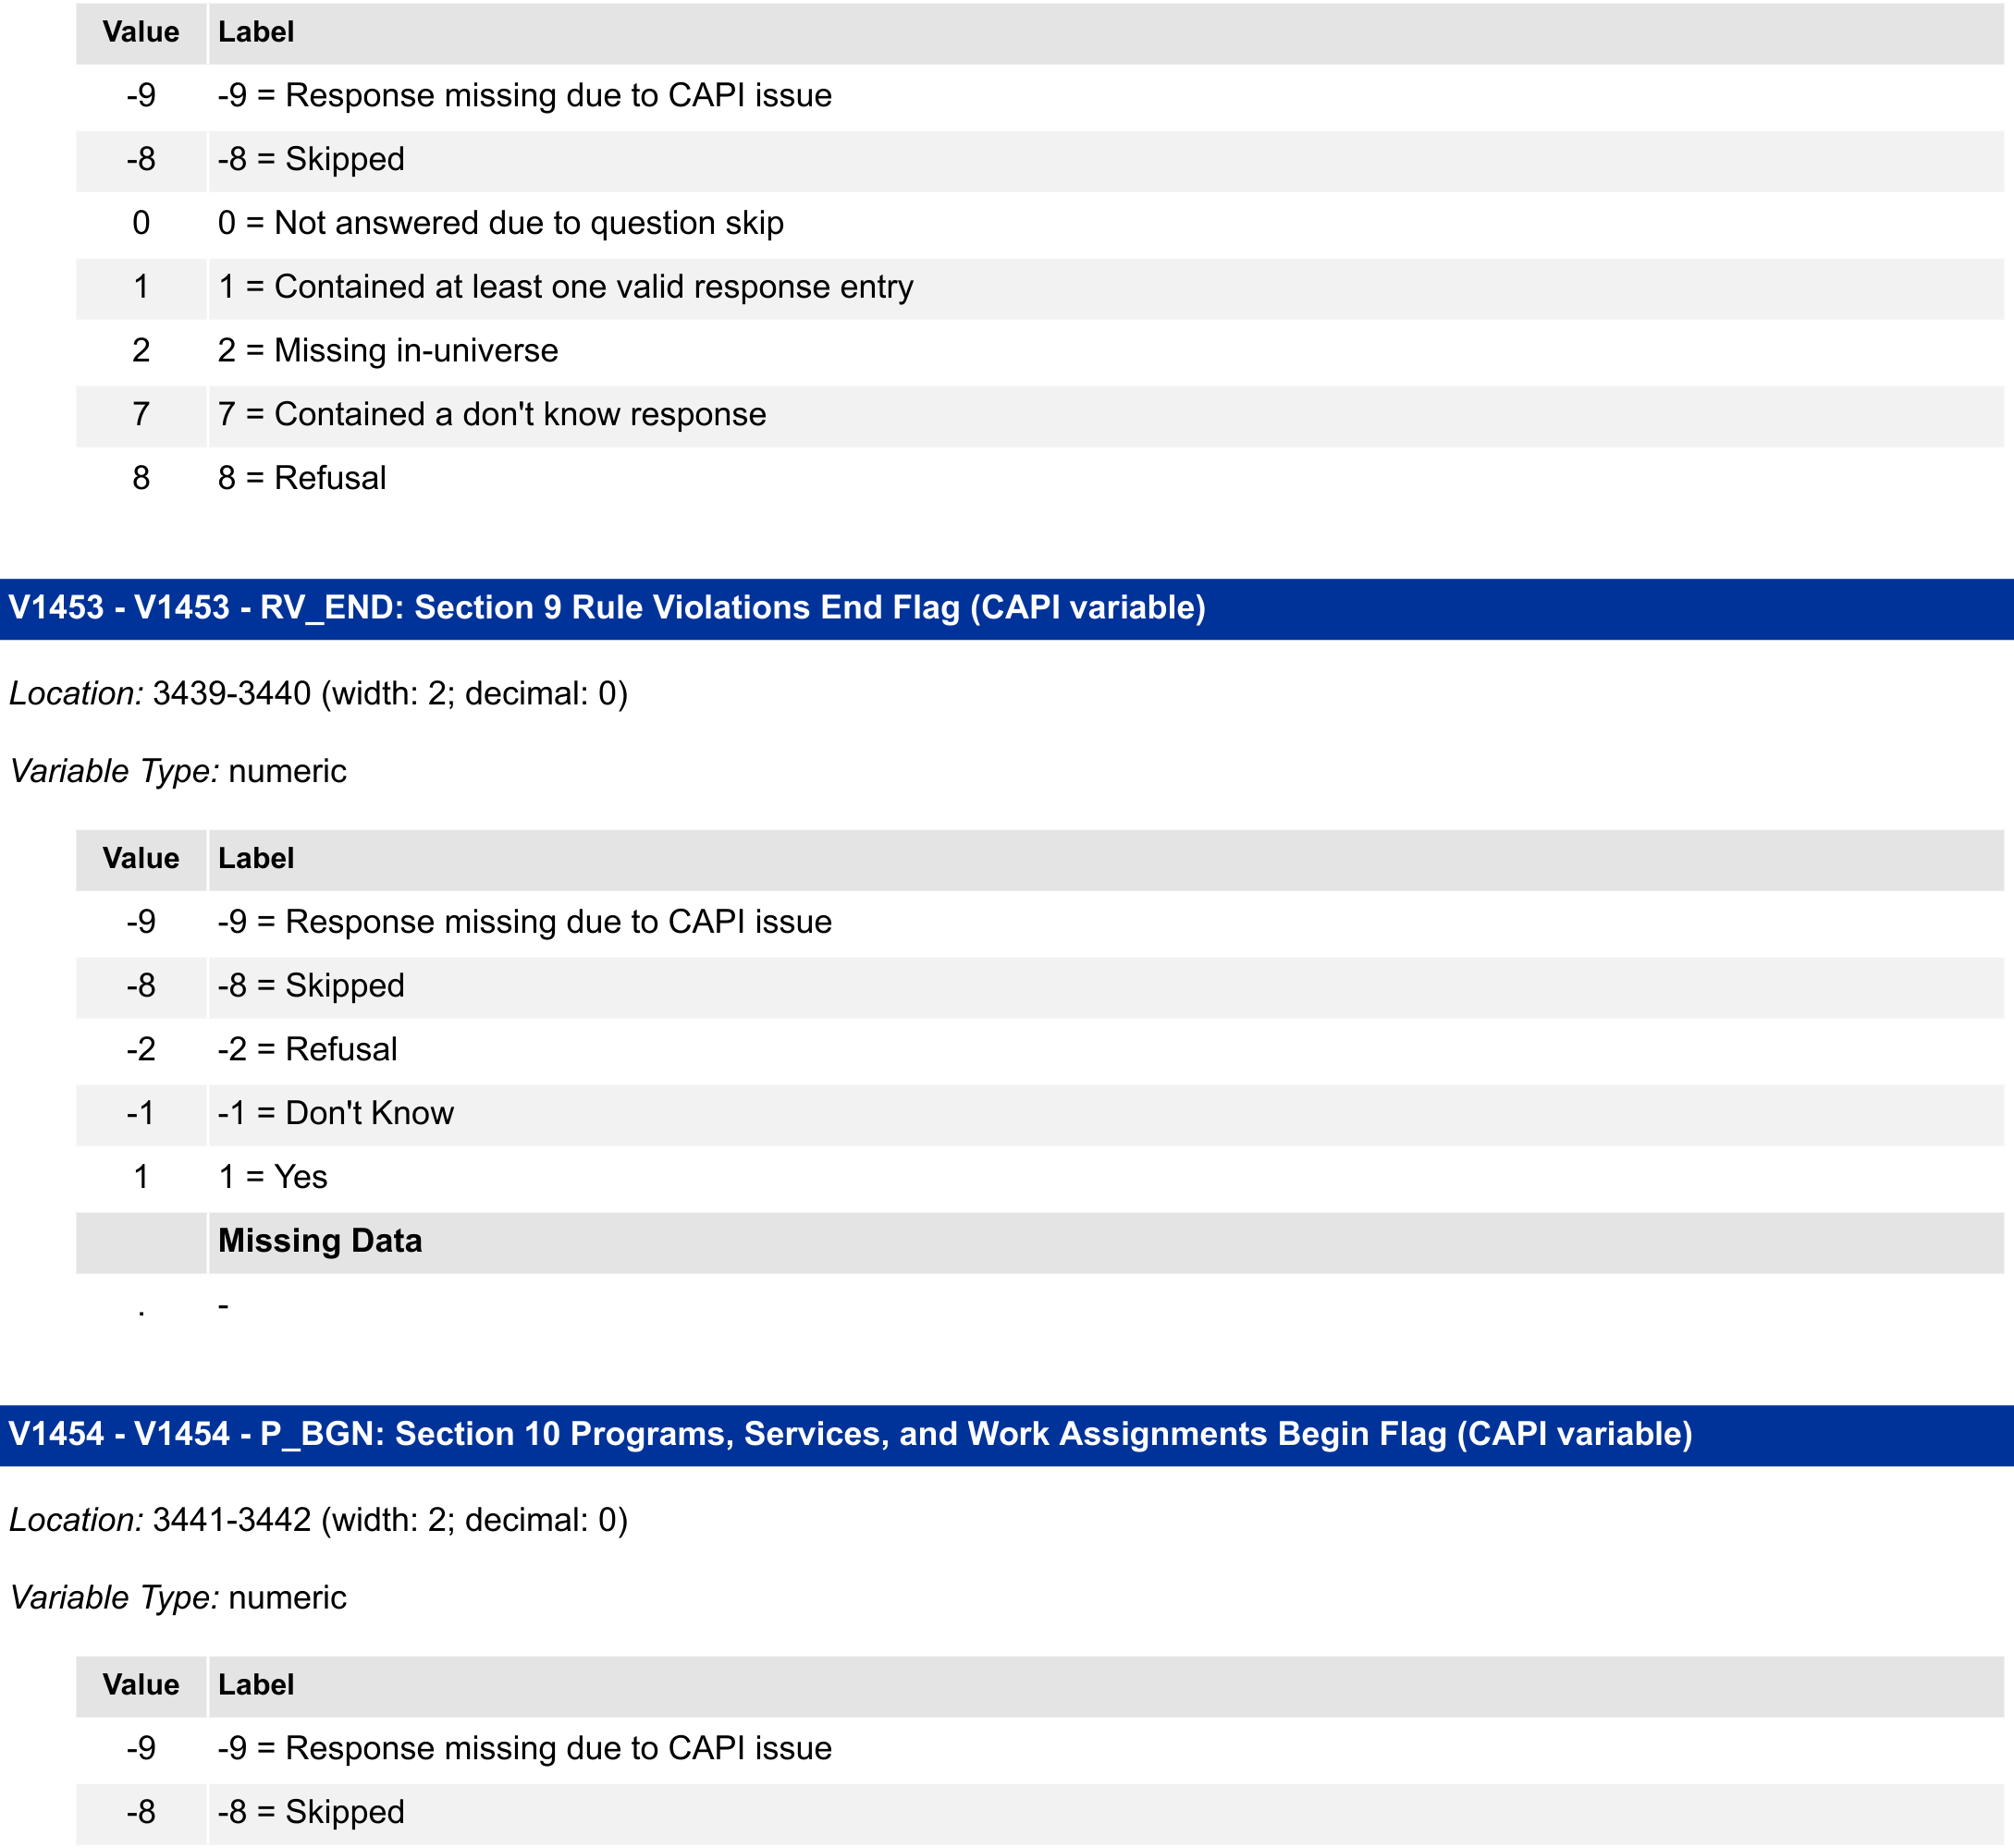 Value Label
-9 -9 = Response missing due to CAPI issue
-8 -8 = Skipped
0 0 = Not answered due to question skip
1 1 = Contained at least one valid response entry
2 2 = Missing in-universe
7 7 = Contained a don't know response
8 8 = Refusal
V1453 - V1453 - RV_END: Section 9 Rule Violations End Flag (CAPI variable)
Location: 3439-3440 (width: 2; decimal: 0)
Variable Type: numeric
Value Label
-9 -9 = Response missing due to CAPI issue
-8 -8 = Skipped
-2 -2 = Refusal
-1 -1 = Don't Know
1 1 = Yes
Missing Data
. -
V1454 - V1454 - P_BGN: Section 10 Programs, Services, and Work Assignments Begin Flag (CAPI variable)
Location: 3441-3442 (width: 2; decimal: 0)
Variable Type: numeric
Value Label
-9 -9 = Response missing due to CAPI issue
-8 -8 = Skipped